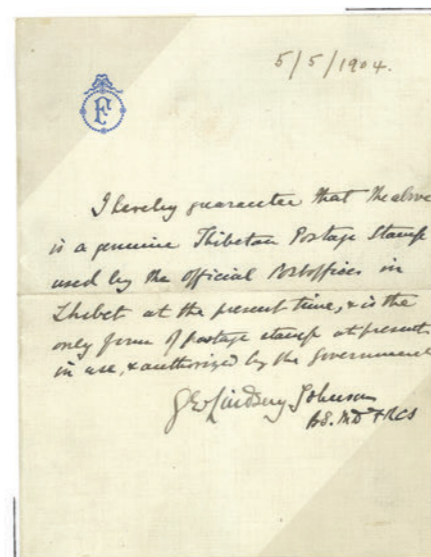 5/5/1904.
F
I hereby guarantee that the above
is a genuine Thibetan Postage Stamp
used by the Official Postoffices in
Thibet at the present time, & is the
only form of postage stamp at present
in use, & authorized by the Government
G Lindsay Johnson
MD FRCS